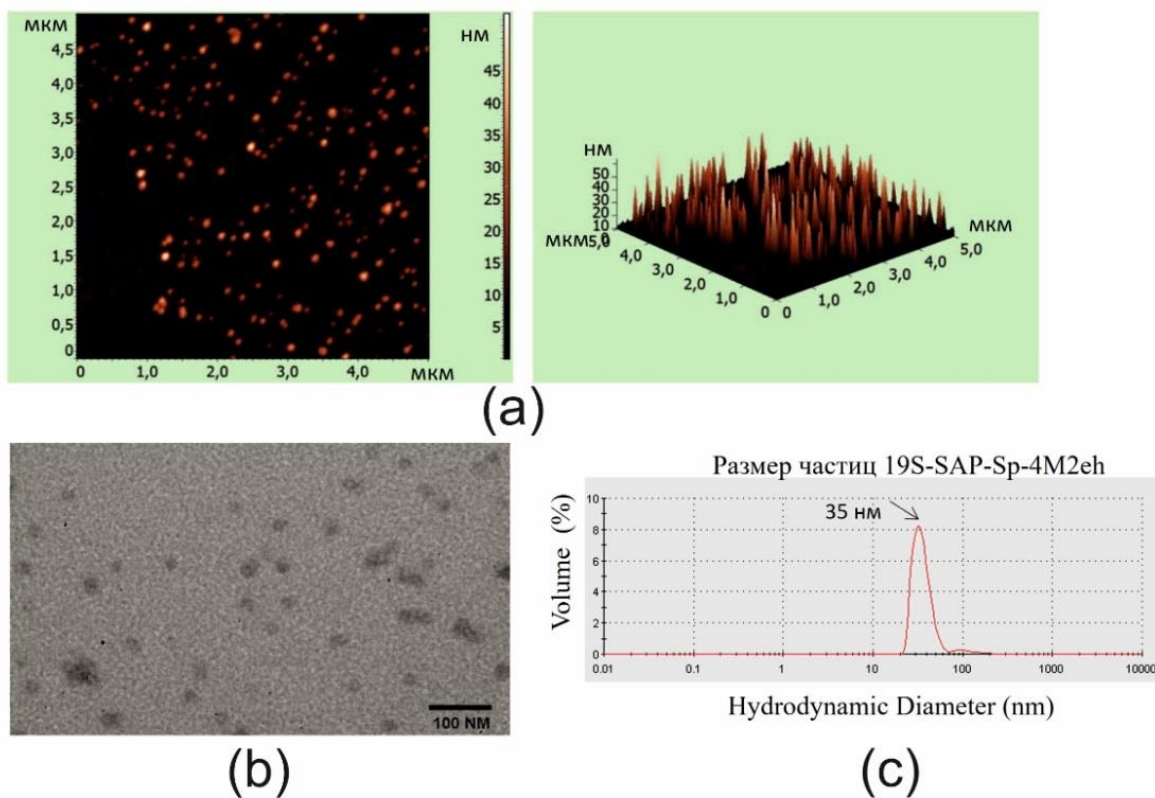 МКМ
НМ
4,5
4,0
3,5
3,0
2,5
2,0
1,5
1,0
0,5
0
0 1,0 2,0 3,0 4,0 МКМ
45
40
35
30
25
20
15
10
5
НМ
50
40
30
20
10
0
МКМ 5,0 4,0 3,0 2,0 1,0 0
0 1,0 2,0 3,0 4,0 5,0 МКМ
(a)
100 NM
(b)
Размер частиц 19S-SAP-Sp-4M2eh
35 нм
Volume (%)
10
8
6
4
2
0
0.01 0.1 1 10 100 1000 10000
Hydrodynamic Diameter (nm)
(c)